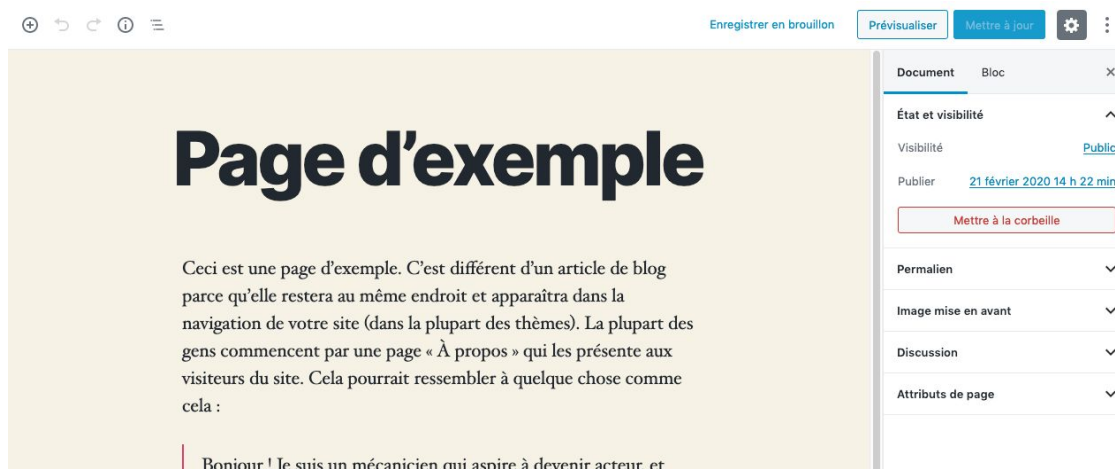 Enregistrer en brouillon Prévisualiser Mettre à jour
Document Bloc
État et visibilité
Visibilité Public
Publier 21 février 2020 14 h 22 min
Mettre à la corbeille
Permalien
Image mise en avant
Discussion
Attributs de page
Page d’exemple
Ceci est une page d’exemple. C’est différent d’un article de blog
parce qu’elle restera au même endroit et apparaîtra dans la
navigation de votre site (dans la plupart des thèmes). La plupart des
gens commencent par une page « À propos » qui les présente aux
visiteurs du site. Cela pourrait ressembler à quelque chose comme
cela :
Bonjour ! Je suis un mécanicien qui aspire à devenir acteur, et